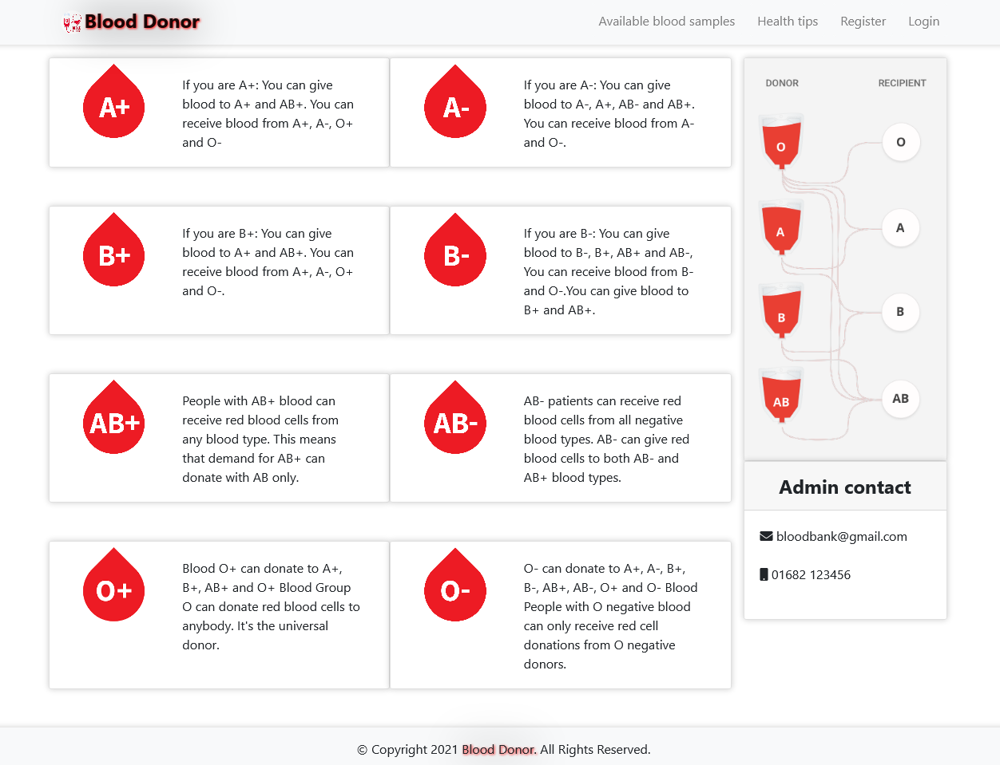 Blood Donor
Available blood samples
Health tips
Register
Login
A+
If you are A+: You can give
blood to A+ and AB+. You can
receive blood from A+, A-, O+
and O-
A-
If you are A-: You can give
blood to A-, A+, AB- and AB+.
You can receive blood from A-
and O-.
B+
If you are B+: You can give
blood to A+ and AB+. You can
receive blood from A+, A-, O+
and O-.
B-
If you are B-: You can give
blood to B-, B+, AB+ and AB-,
You can receive blood from B-
and O-.You can give blood to
B+ and AB+.
AB+
People with AB+ blood can
receive red blood cells from
any blood type. This means
that demand for AB+ can
donate with AB only.
AB-
AB- patients can receive red
blood cells from all negative
blood types. AB- can give red
blood cells to both AB- and
AB+ blood types.
O+
Blood O+ can donate to A+,
B+, AB+ and O+ Blood Group
O can donate red blood cells to
anybody. It's the universal
donor.
O-
O- can donate to A+, A-, B+,
B-, AB+, AB-, O+ and O- Blood
People with O negative blood
can only receive red cell
donations from O negative
donors.
DONOR
RECIPIENT
O
O
A
A
B
B
AB
AB
Admin contact
bloodbank@gmail.com
01682 123456
© Copyright 2021 Blood Donor. All Rights Reserved.